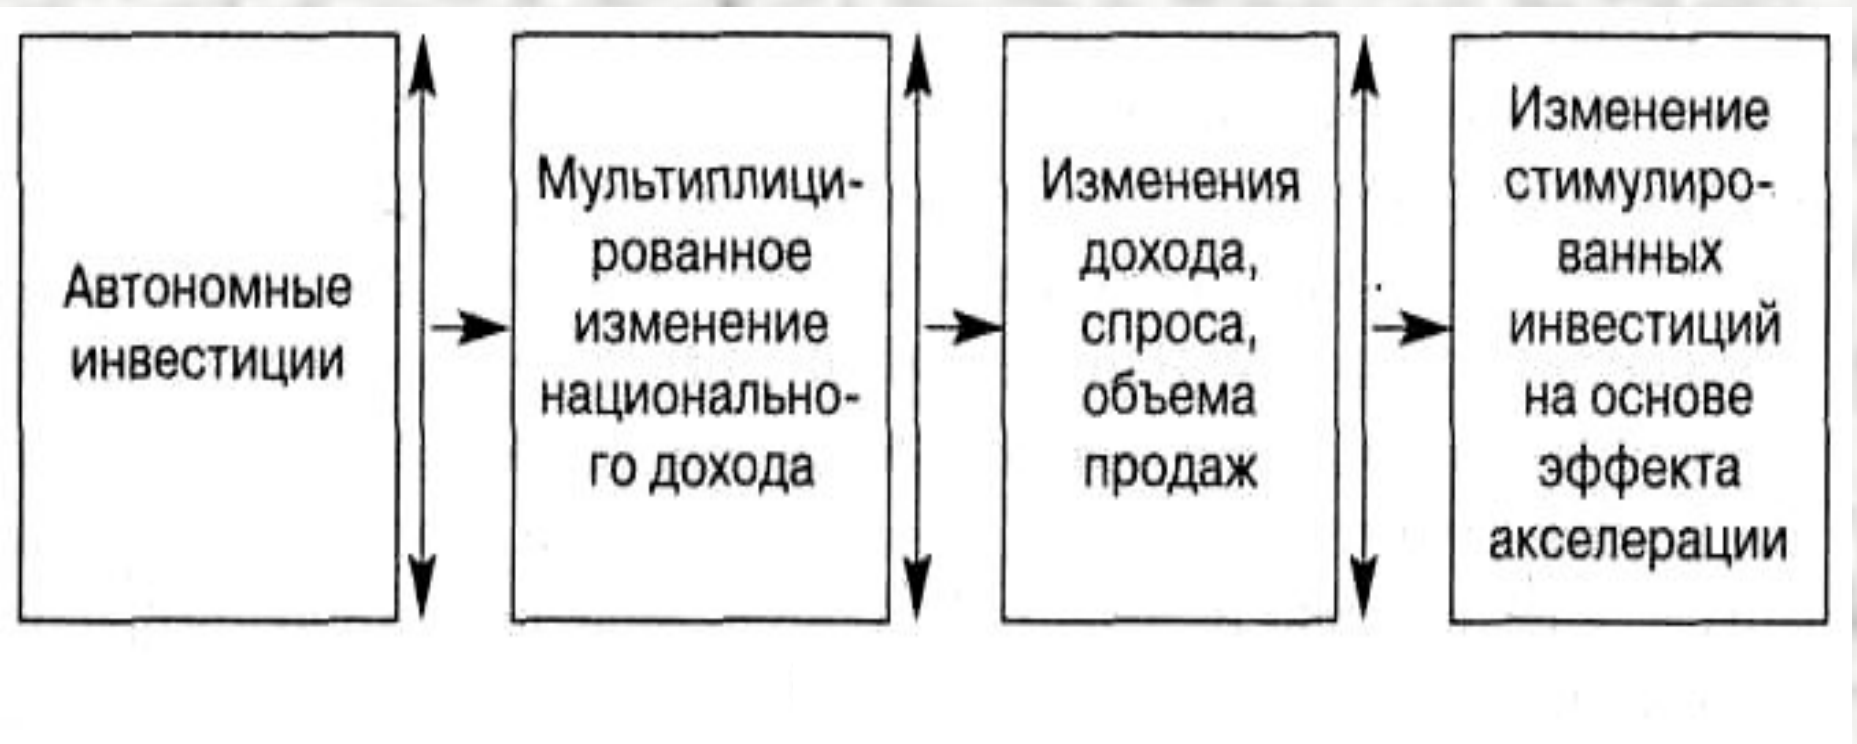 Автономные
инвестиции
Мультиплици-
рованное
изменение
национально-
го дохода
Изменения
дохода,
спроса,
объема
продаж
Изменение
стимулиро-
ванных
инвестиций
на основе
эффекта
акселерации